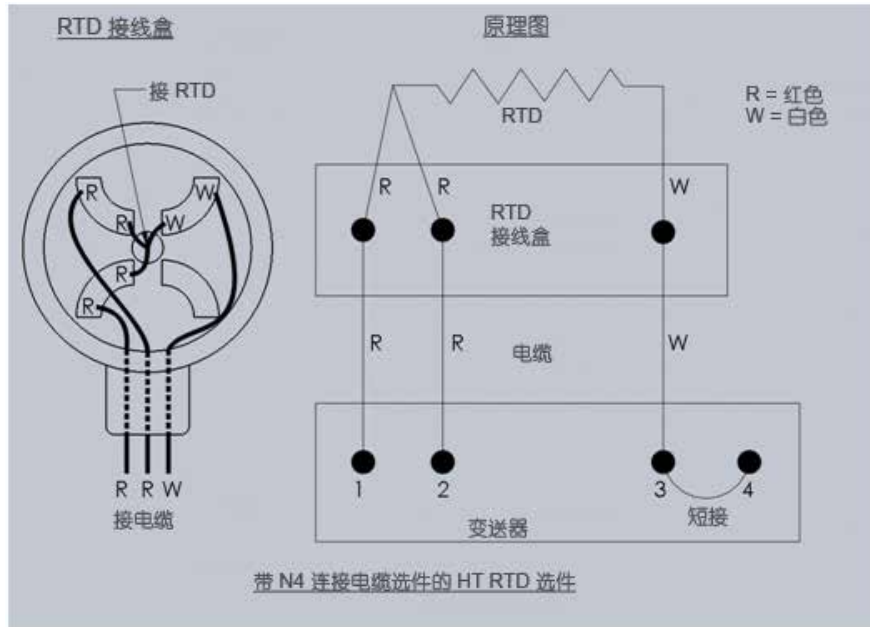 RTD 接线盒
原理图
接 RTD
R = 红色
W = 白色
RTD
R
W
R
W
R
R
R R W
接电缆
R
R
W
RTD
接线盒
R
R
电缆
W
1
2
3
4
变送器
短接
带 N4 连接电缆选件的 HT RTD 选件